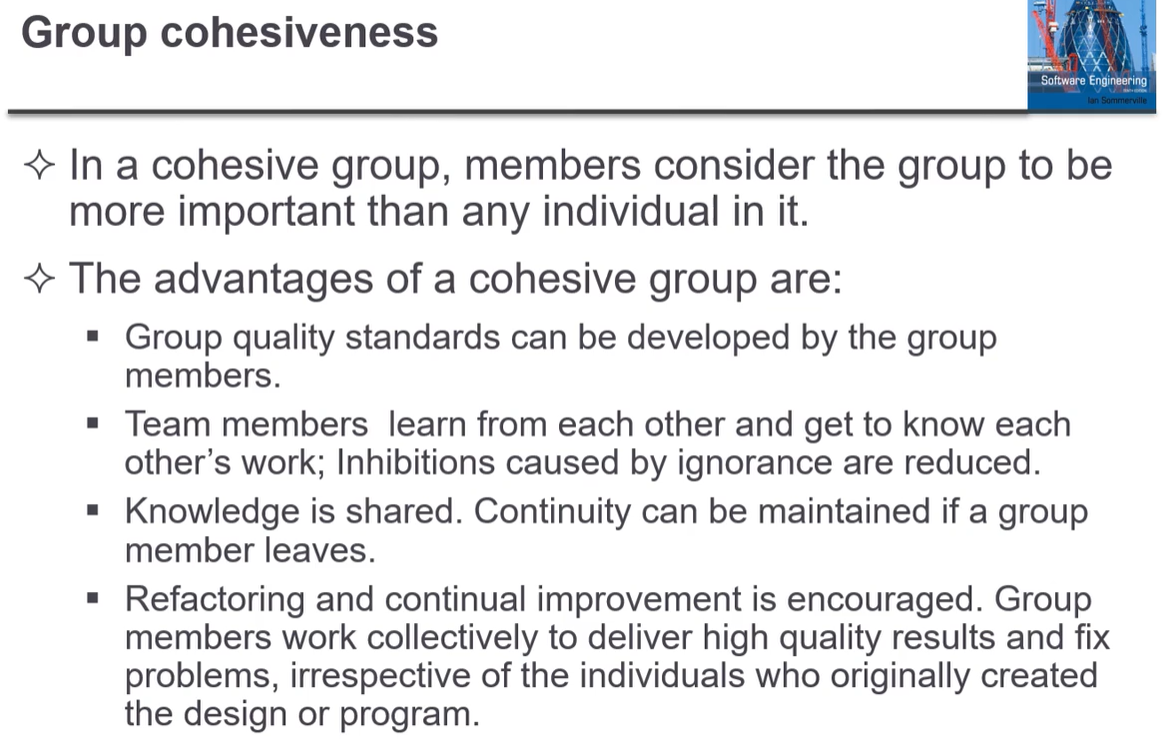 Group cohesiveness
Software Engineering
Ian Sommerville
✧ In a cohesive group, members consider the group to be
more important than any individual in it.
✧ The advantages of a cohesive group are:
▪ Group quality standards can be developed by the group
members.
▪ Team members  learn from each other and get to know each
other’s work; Inhibitions caused by ignorance are reduced.
▪ Knowledge is shared. Continuity can be maintained if a group
member leaves.
▪ Refactoring and continual improvement is encouraged. Group
members work collectively to deliver high quality results and fix
problems, irrespective of the individuals who originally created
the design or program.